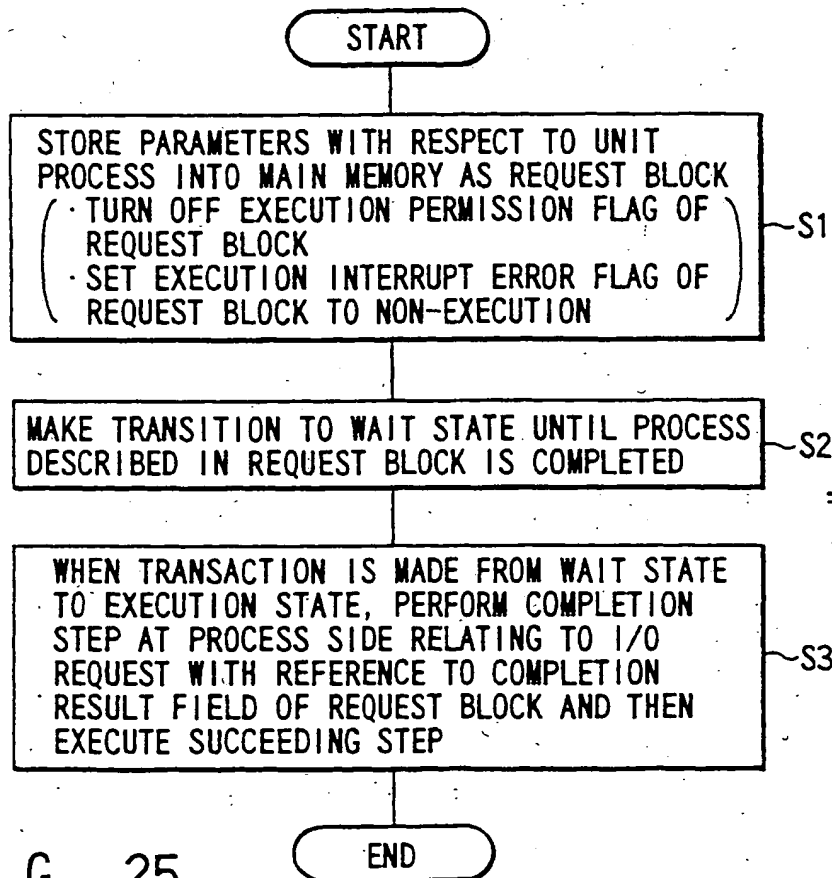 START
STORE PARAMETERS WITH RESPECT TO UNIT
PROCESS INTO MAIN MEMORY AS REQUEST BLOCK
· TURN OFF EXECUTION PERMISSION FLAG OF
REQUEST BLOCK
· SET EXECUTION INTERRUPT ERROR FLAG OF
REQUEST BLOCK TO NON-EXECUTION
S1
MAKE TRANSITION TO WAIT STATE UNTIL PROCESS
DESCRIBED IN REQUEST BLOCK IS COMPLETED
S2
WHEN TRANSACTION IS MADE FROM WAIT STATE
TO EXECUTION STATE, PERFORM COMPLETION
STEP AT PROCESS SIDE RELATING TO I/O
REQUEST WITH REFERENCE TO COMPLETION
RESULT FIELD OF REQUEST BLOCK AND THEN
EXECUTE SUCCEEDING STEP
S3
END
G. 25